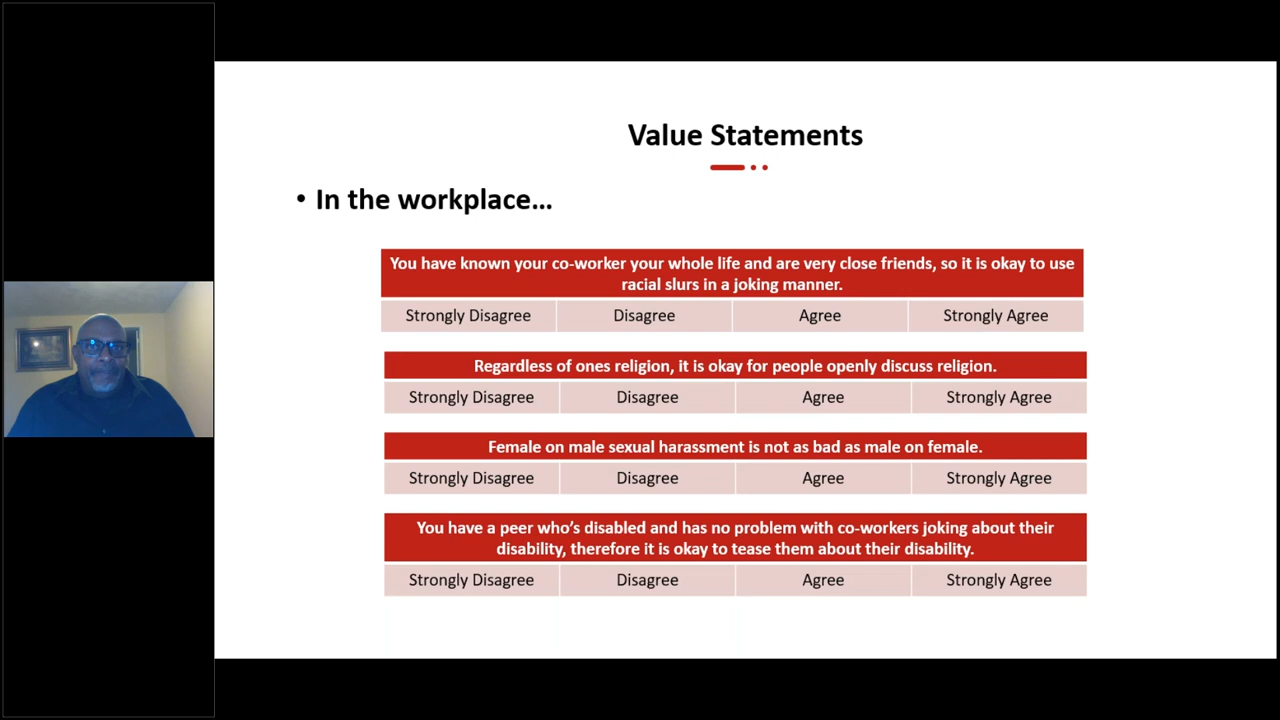 Value Statements
• In the workplace...
You have known your co-worker your whole life and are very close friends, so it is okay to use
racial slurs in a joking manner.
Strongly Disagree Disagree Agree Strongly Agree
Regardless of ones religion, it is okay for people openly discuss religion.
Strongly Disagree Disagree Agree Strongly Agree
Female on male sexual harassment is not as bad as male on female.
Strongly Disagree Disagree Agree Strongly Agree
You have a peer who’s disabled and has no problem with co-workers joking about their
disability, therefore it is okay to tease them about their disability.
Strongly Disagree Disagree Agree Strongly Agree